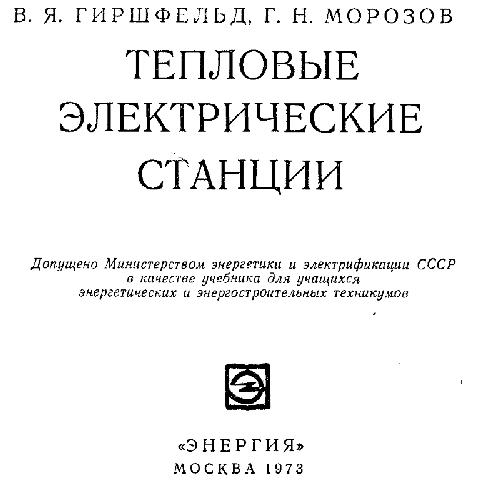 В. Я. ГИРШФЕЛЬД, Г. Н. МОРОЗОВ
ТЕПЛОВЫЕ
ЭЛЕКТРИЧЕСКИЕ
СТАНЦИИ
Допущено Министерством энергетики и электрификации СССР
в качестве учебника для учащихся
энергетических и энергостроительных техникумов
«ЭНЕРГИЯ»
МОСКВА 1973